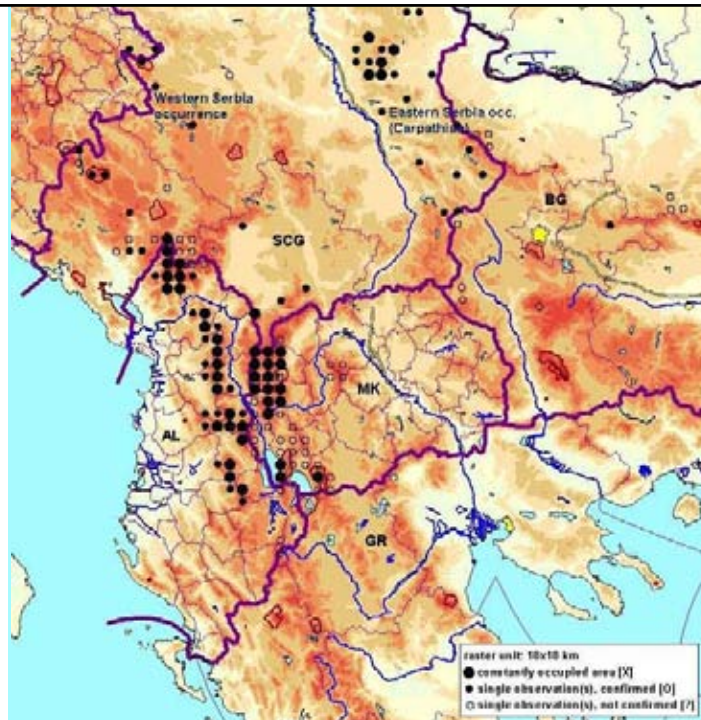 Western Serbia
occurrence
Eastern Serbia occ.
(Carpathian)
BG
SCG
MK
AL
GR
raster unit: 10x10 km
constantly occupied area [X]
single observation(s), confirmed [O]
single observation(s), not confirmed [?]